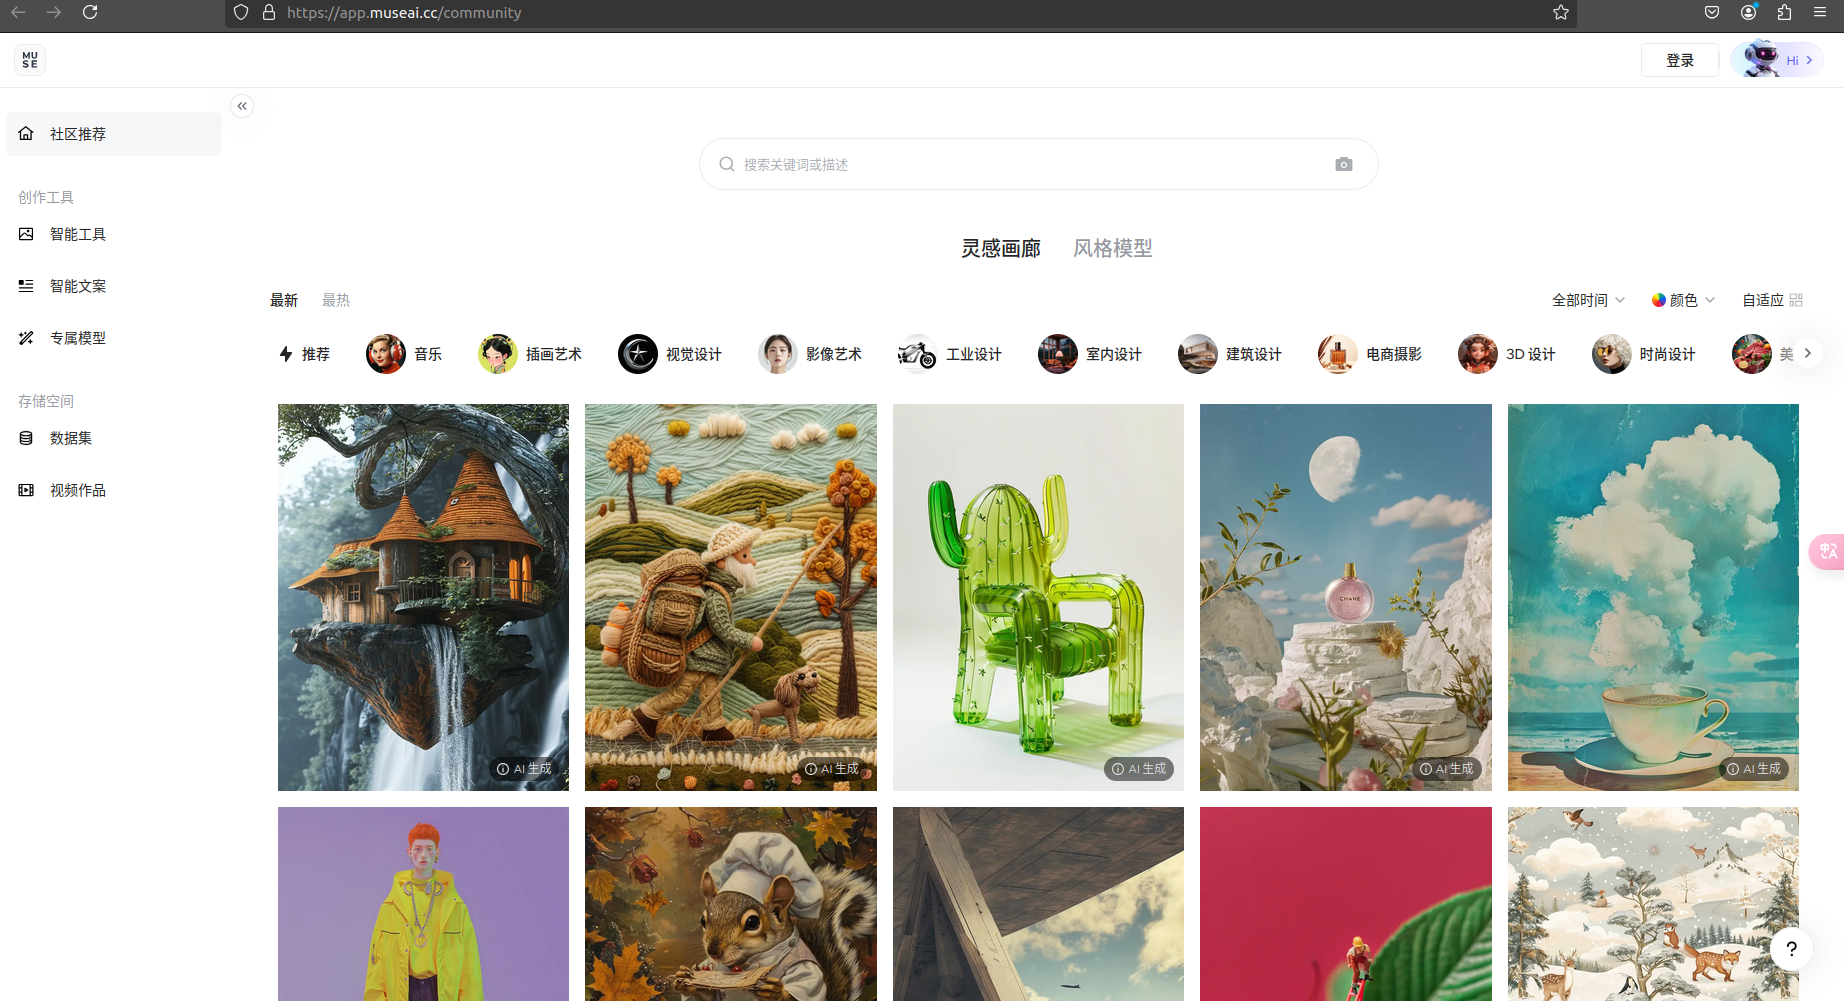 https://app.museai.cc/community
MU
SE
登录
Hi
社区推荐
创作工具
智能工具
智能文案
专属模型
存储空间
数据集
视频作品
搜索关键词或描述
灵感画廊 风格模型
最新 最热 全部时间 颜色 自适应
推荐 音乐 插画艺术 视觉设计 影像艺术 工业设计 室内设计 建筑设计 电商摄影 3D 设计 时尚设计 美
CHANE
AI 生成 AI 生成 AI 生成 AI 生成 AI 生成
?